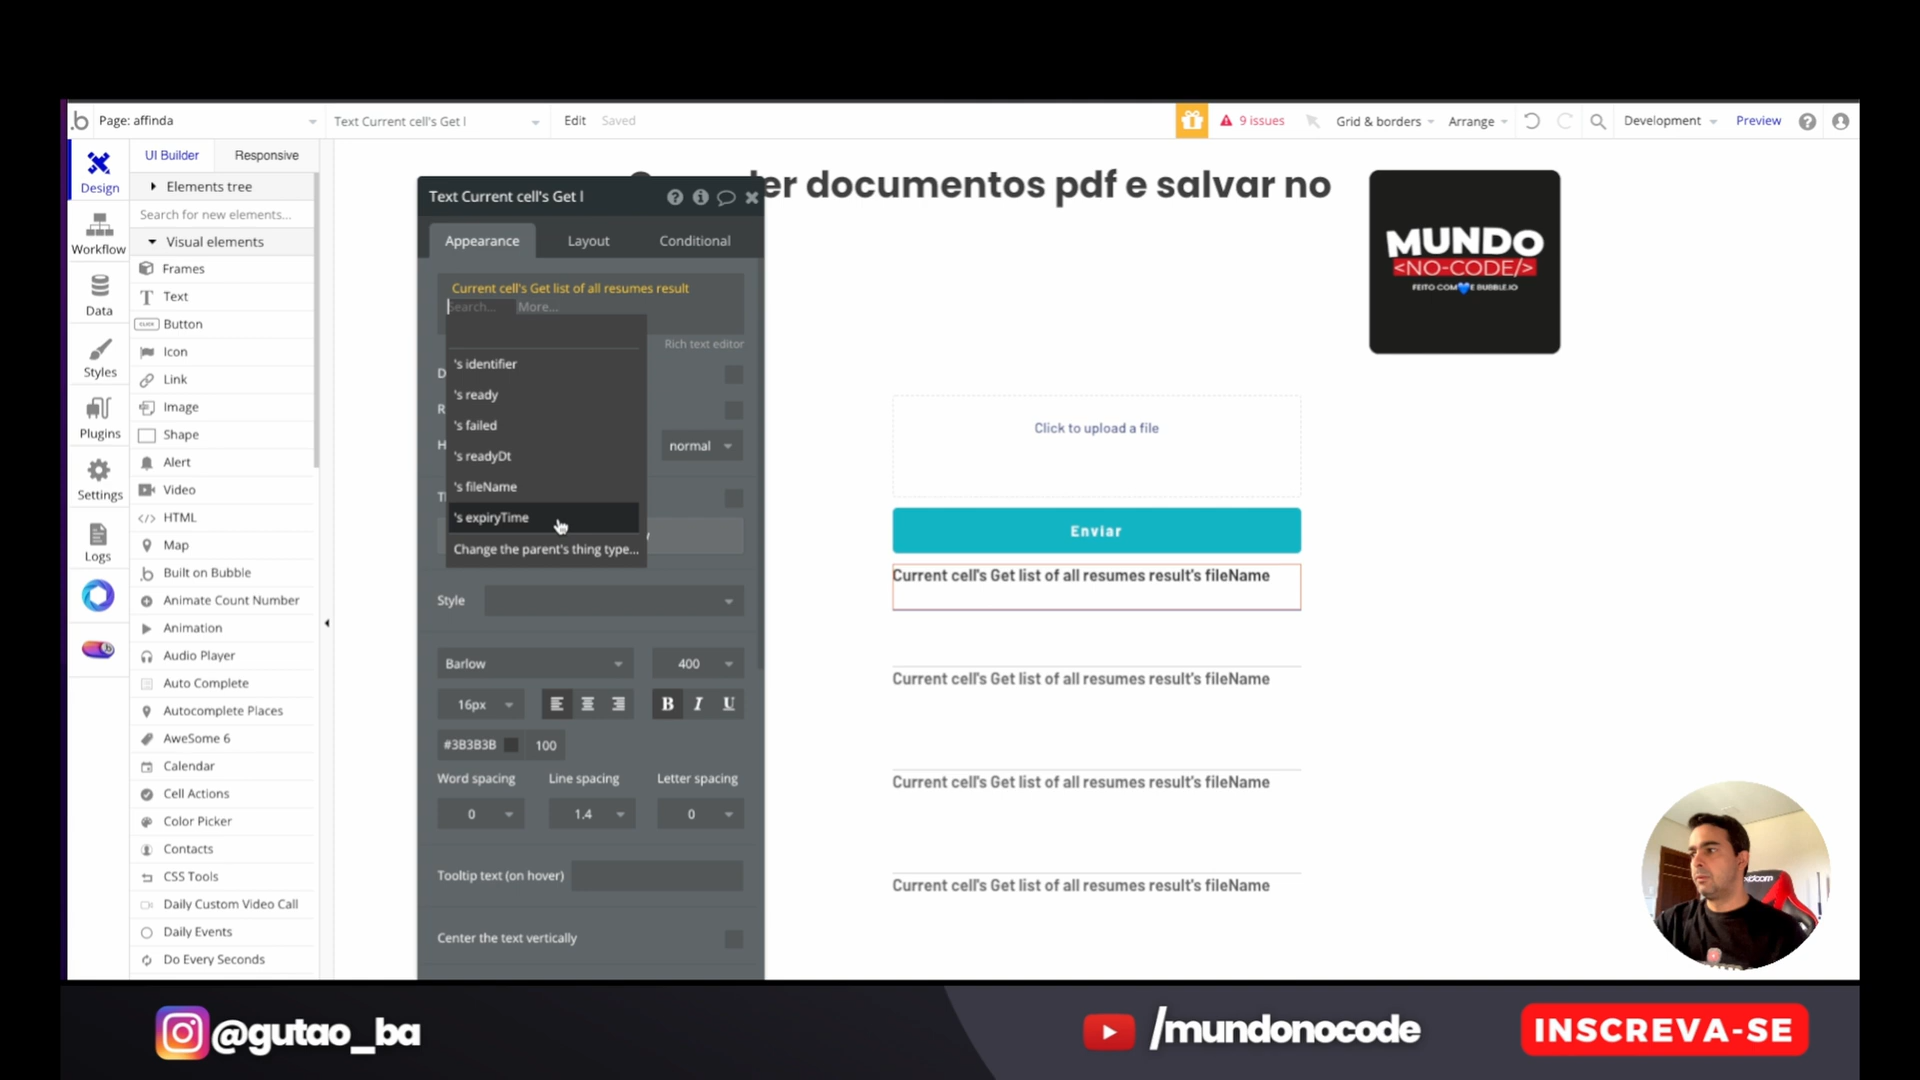 .b Page: affinda
Text Current cell's Get l
Edit
Saved
9 issues
Grid & borders
Arrange
Development
Preview
UI Builder
Responsive
Design
Elements tree
Search for new elements...
Visual elements
Workflow
Data
Styles
Plugins
Settings
Logs
Frames
Text
Button
Icon
Link
Image
Shape
Alert
Video
HTML
Map
Built on Bubble
Animate Count Number
Animation
Audio Player
Auto Complete
Autocomplete Places
AweSome 6
Calendar
Cell Actions
Color Picker
Contacts
CSS Tools
Daily Custom Video Call
Daily Events
Do Every Seconds
Text Current cell's Get l
Appearance
Layout
Conditional
Current cell's Get list of all resumes result
Search...
More...
Rich text editor
's identifier
's ready
's failed
's readyDt
's fileName
's expiryTime
Change the parent's thing type...
normal
Style
Barlow
400
16px
B I U
#3B3B3B
100
Word spacing
Line spacing
Letter spacing
0
1.4
0
Tooltip text (on hover)
Center the text vertically
er documentos pdf e salvar no
MUNDO
<NO-CODE/>
FEITO COM💙E BUBBLE.IO
Click to upload a file
Enviar
Current cell's Get list of all resumes result's fileName
Current cell's Get list of all resumes result's fileName
Current cell's Get list of all resumes result's fileName
Current cell's Get list of all resumes result's fileName
@gutao_ba
/mundonocode
INSCREVA-SE